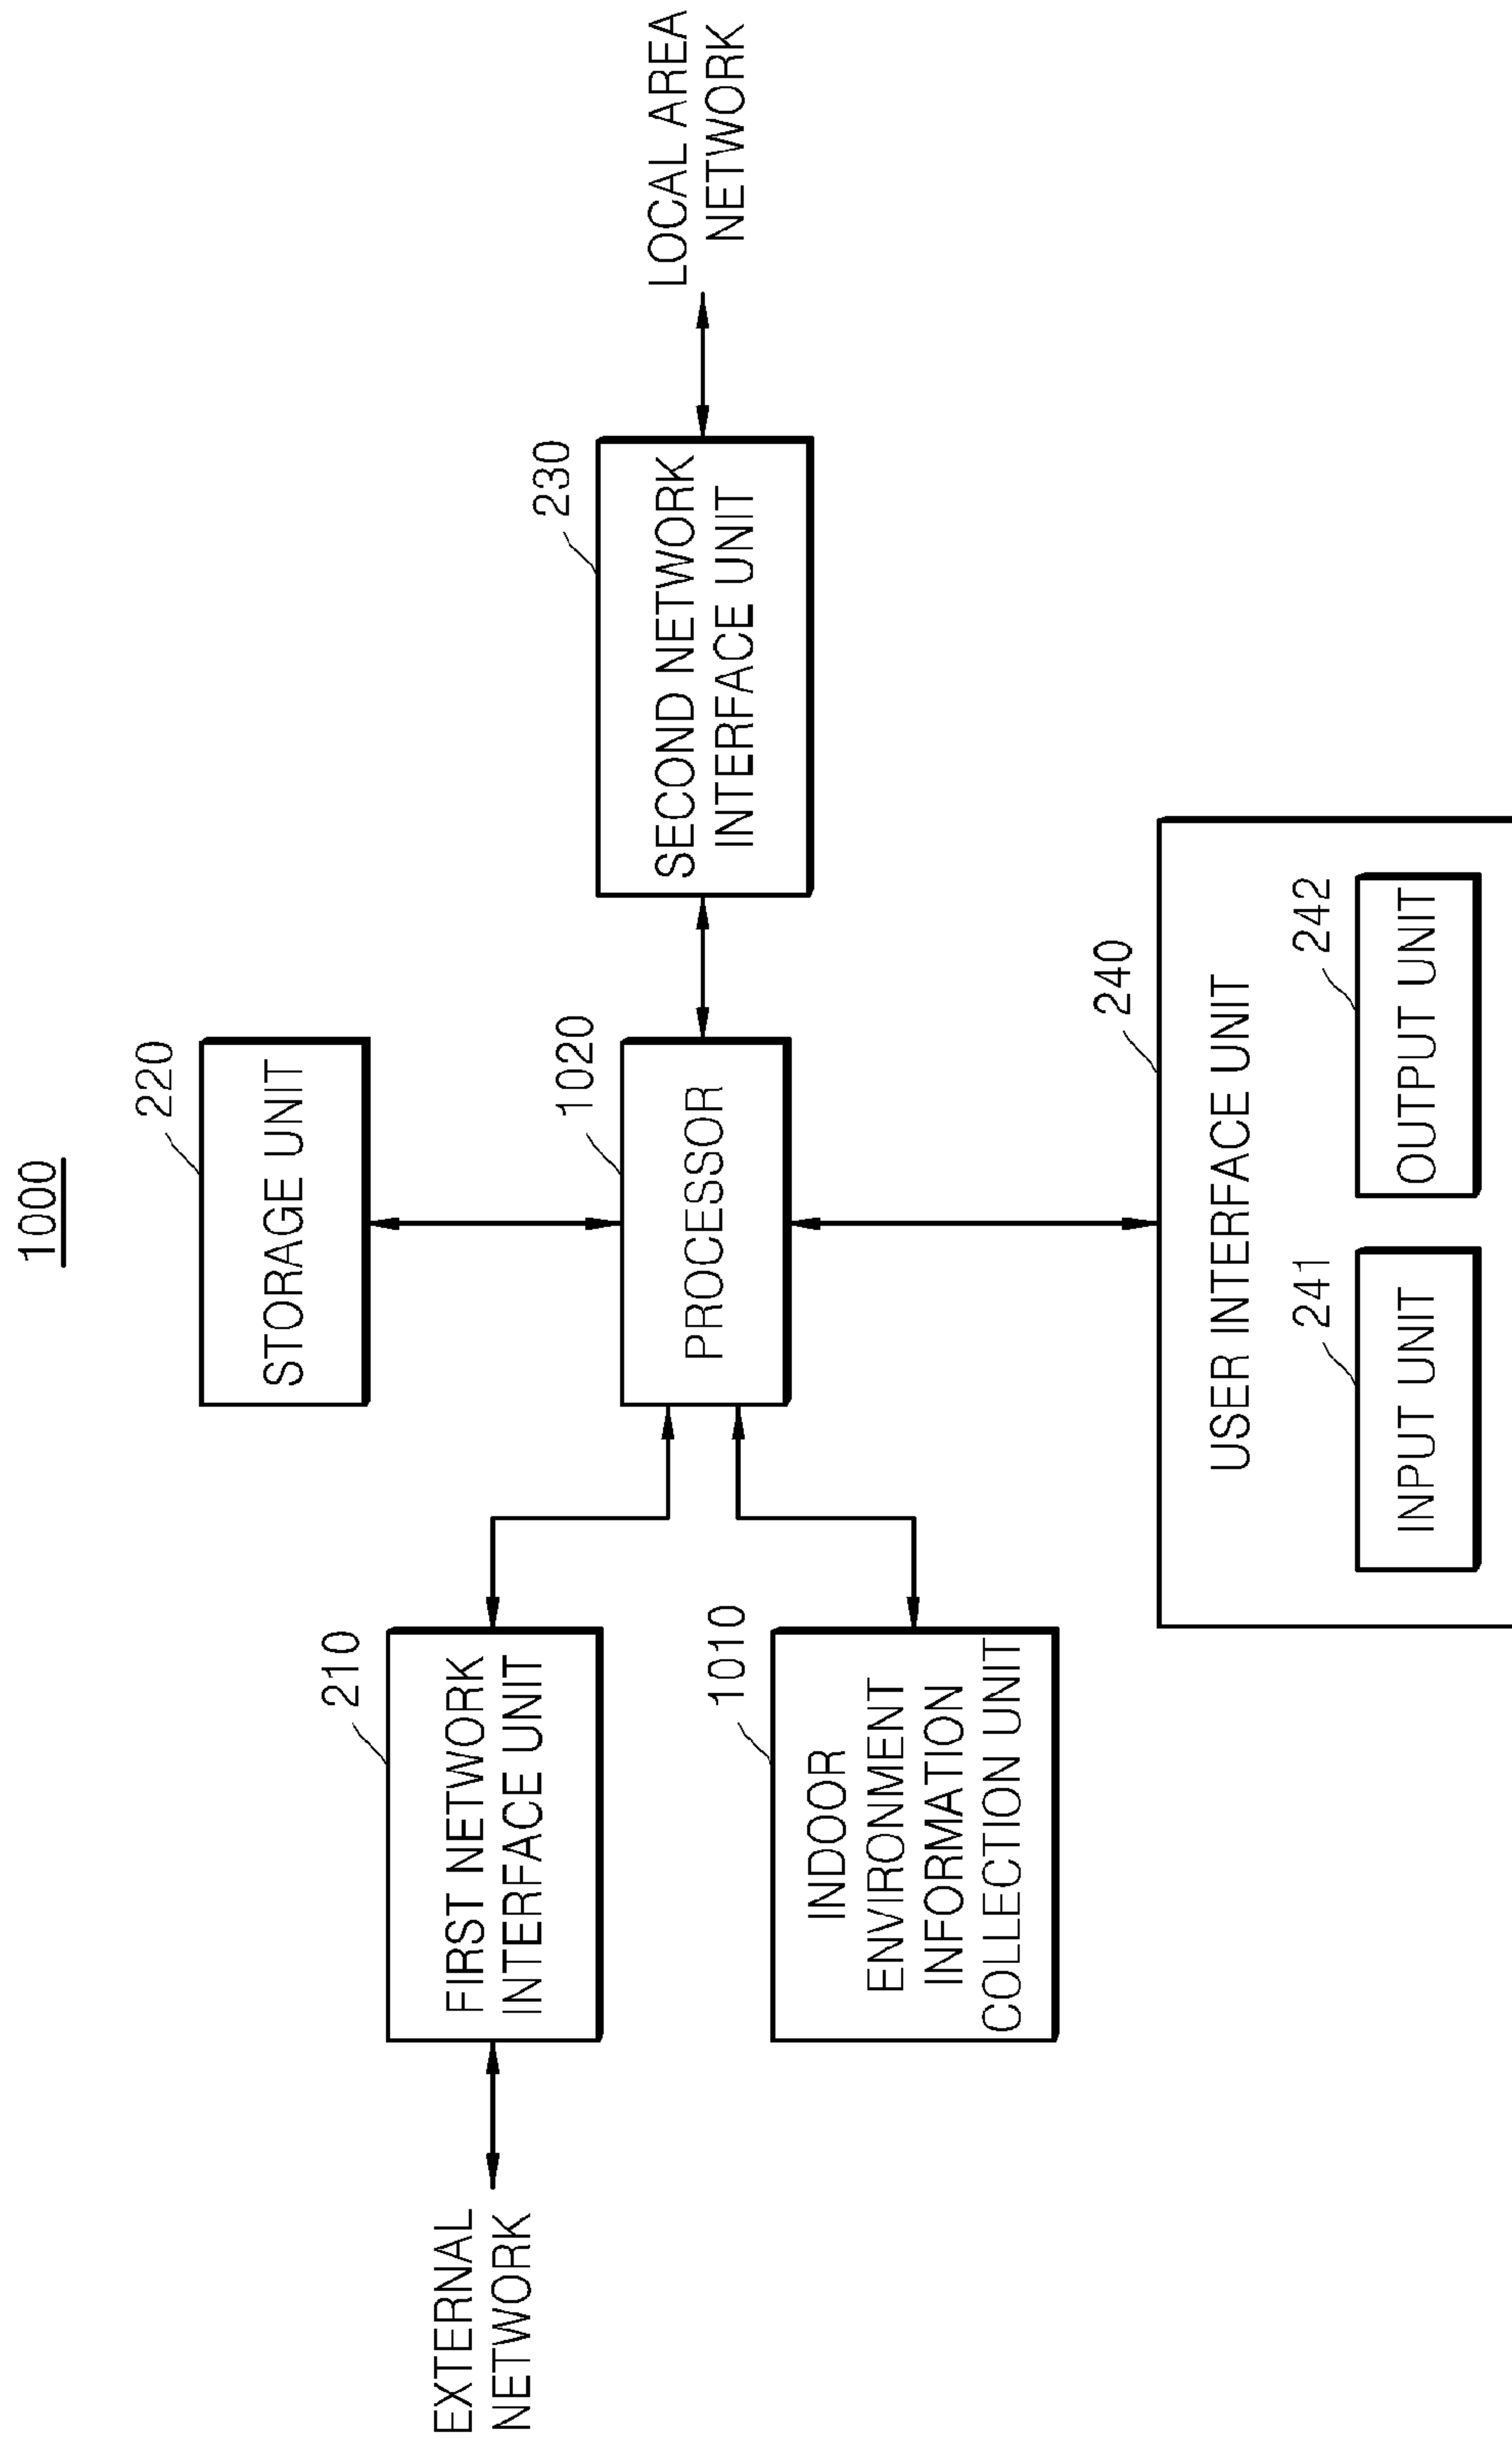 1000
220
STORAGE UNIT
210
FIRST NETWORK
INTERFACE UNIT
EXTERNAL
NETWORK
1020
PROCESSOR
230
SECOND NETWORK
INTERFACE UNIT
LOCAL AREA
NETWORK
1010
INDOOR
ENVIRONMENT
INFORMATION
COLLECTION UNIT
240
USER INTERFACE UNIT
241
INPUT UNIT
242
OUTPUT UNIT